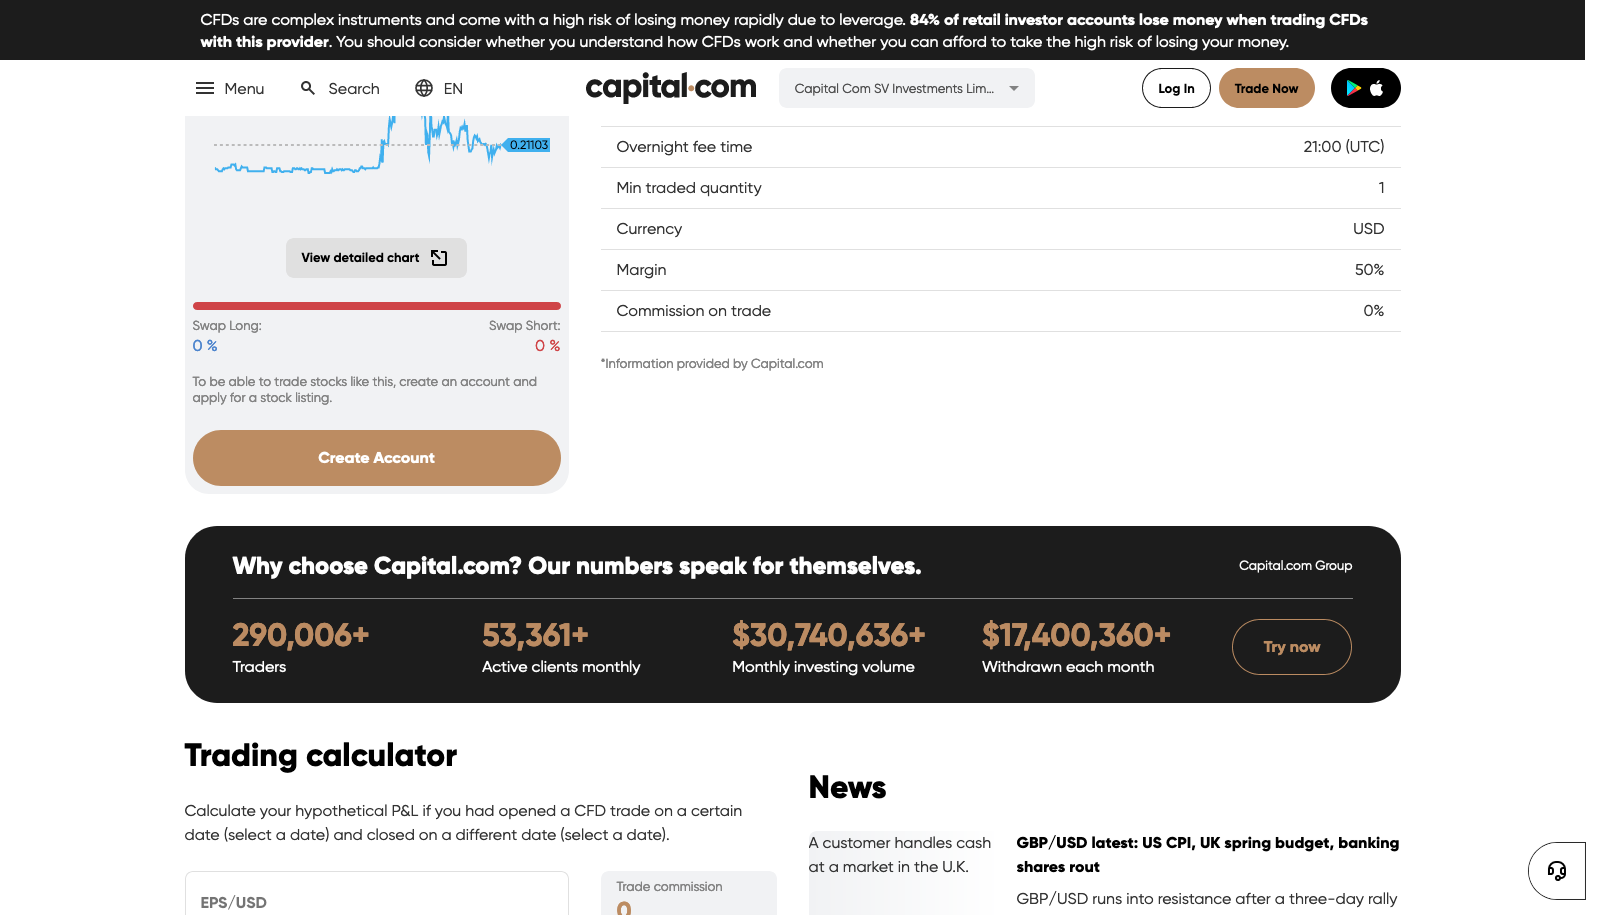 CFDs are complex instruments and come with a high risk of losing money rapidly due to leverage. 84% of retail investor accounts lose money when trading CFDs
with this provider. You should consider whether you understand how CFDs work and whether you can afford to take the high risk of losing your money.
Menu
Search
EN
capital.com
Capital Com SV Investments Lim...
Log In
Trade Now
0.21103
View detailed chart
Swap Long:
Swap Short:
0 %
0 %
To be able to trade stocks like this, create an account and
apply for a stock listing.
Create Account
Overnight fee time 21:00 (UTC)
Min traded quantity 1
Currency USD
Margin 50%
Commission on trade 0%
*Information provided by Capital.com
Why choose Capital.com? Our numbers speak for themselves.
Capital.com Group
290,006+
Traders
53,361+
Active clients monthly
$30,740,636+
Monthly investing volume
$17,400,360+
Withdrawn each month
Try now
Trading calculator
Calculate your hypothetical P&L if you had opened a CFD trade on a certain
date (select a date) and closed on a different date (select a date).
EPS/USD
Trade commission
0
News
A customer handles cash
at a market in the U.K.
GBP/USD latest: US CPI, UK spring budget, banking
shares rout
GBP/USD runs into resistance after a three-day rally